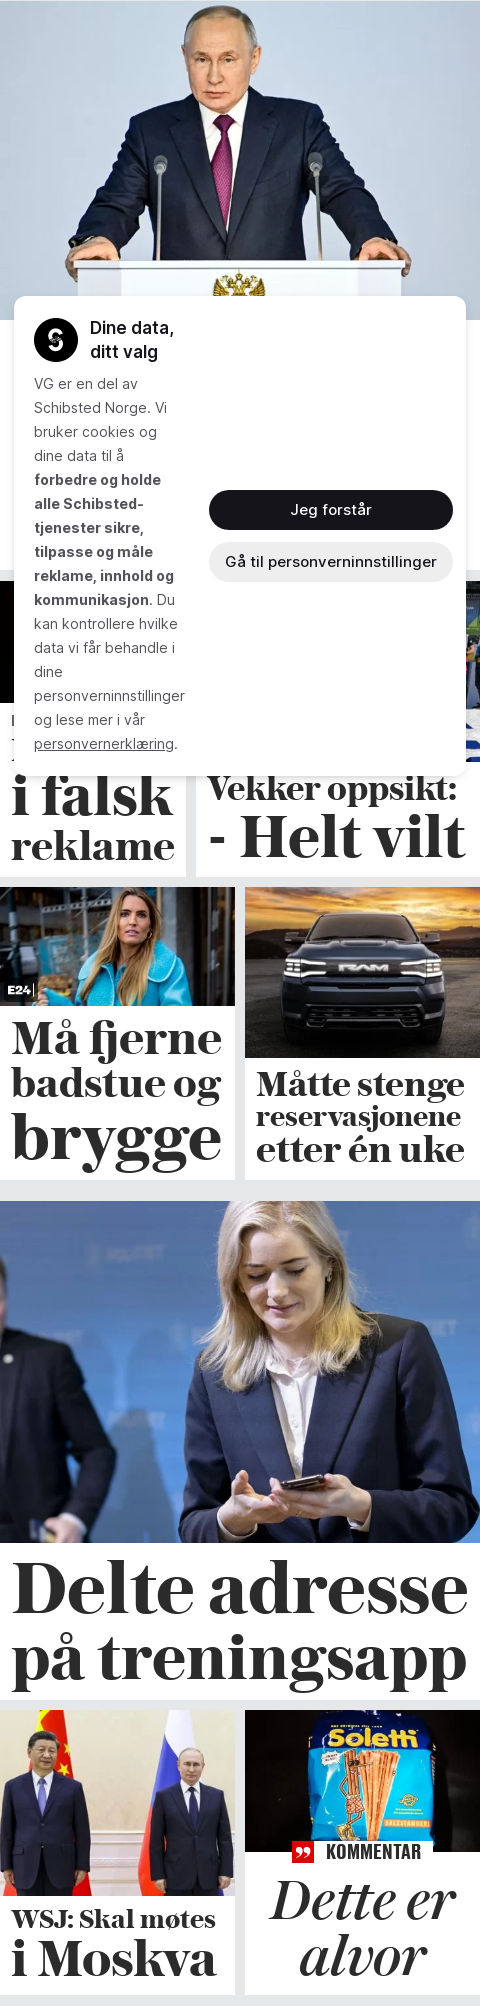 Dine data,
ditt valg
VG er en del av
Schibsted Norge. Vi
bruker cookies og
dine data til å
forbedre og holde
alle Schibsted-
tjenester sikre,
tilpasse og måle
reklame, innhold og
kommunikasjon. Du
kan kontrollere hvilke
data vi får behandle i
dine
personverninnstillinger
og lese mer i vår
personvernerklæring.
Jeg forstår
Gå til personverninnstillinger
i falsk
reklame
Vekker oppsikt:
- Helt vilt
E24
Må fjerne
badstue og
brygge
RAM
Måtte stenge
reservasjonene
etter én uke
Delte adresse
på treningsapp
WSJ: Skal møtes
i Moskva
Soletti
SALZSTANGERL
KOMMENTAR
Dette er
alvor